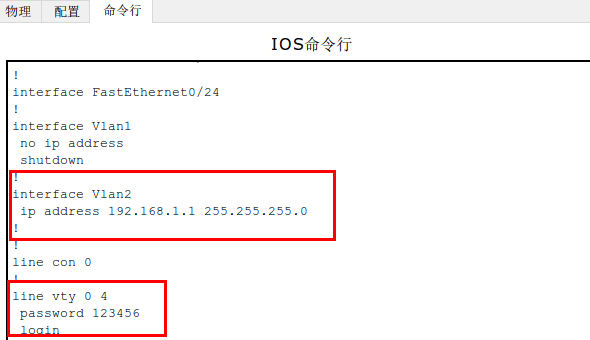 物理 配置 命令行
IOS命令行
!
interface FastEthernet0/24
!
interface Vlan1
no ip address
shutdown
!
interface Vlan2
ip address 192.168.1.1 255.255.255.0
!
!
line con 0
!
line vty 0 4
password 123456
login